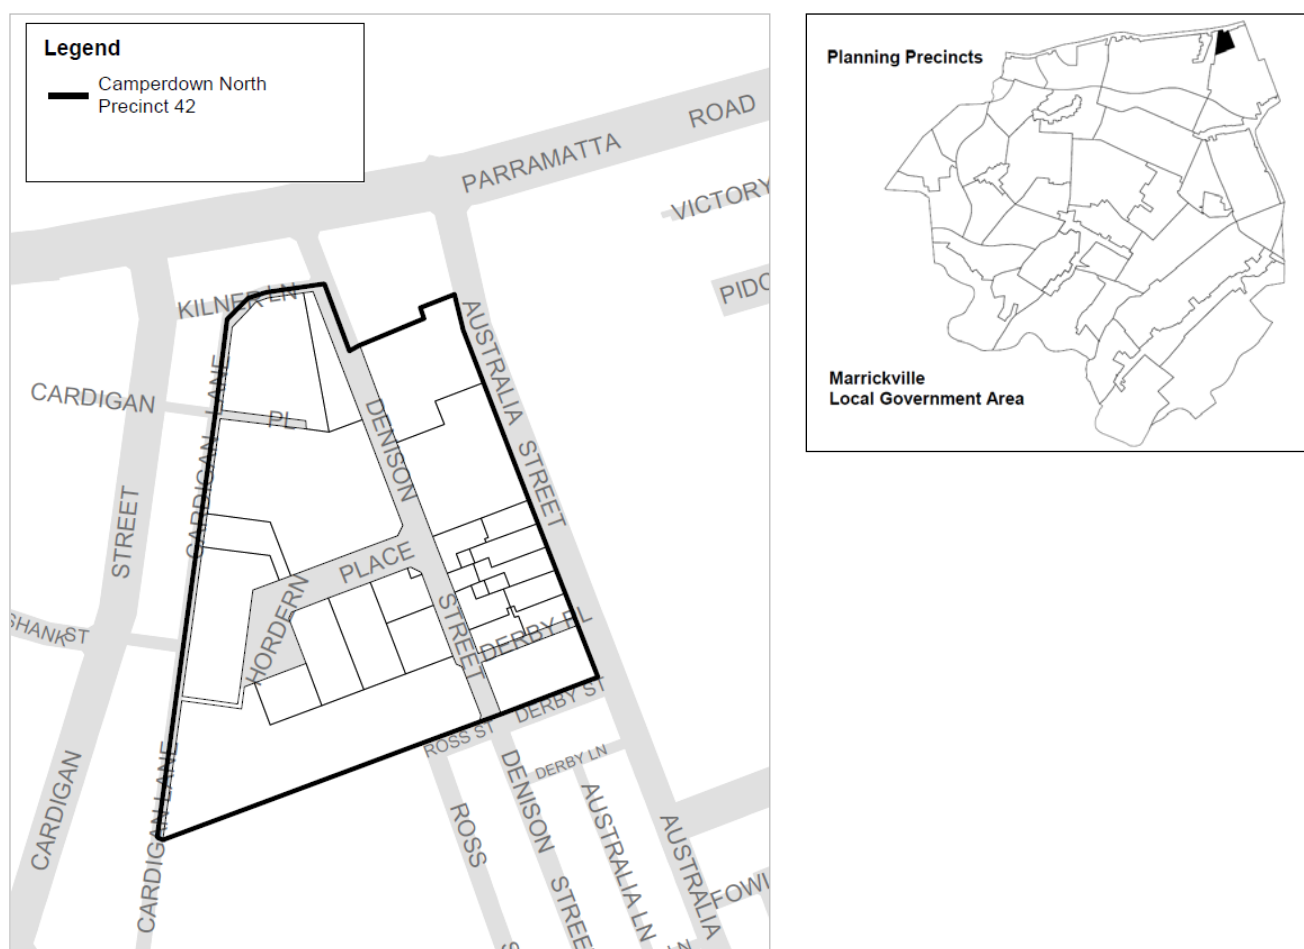 Legend
Camperdown North
Precinct 42
PARRAMATTA ROAD
VICTORY
KILNER LN
PIDC
CARDIGAN
PL
CARDIGAN LANE
DENISON
AUSTRALIA STREET
STREET
HORDERN PLACE
STREET
DERBY PL
SHANK ST
DERBY ST
ROSS ST
DERBY LN
CARDIGAN
CARDIGAN LANE
ROSS
DENISON STREE
AUSTRALIA LN
AUSTRALIA
FOWL
S
LN
Planning Precincts
Marrickville
Local Government Area